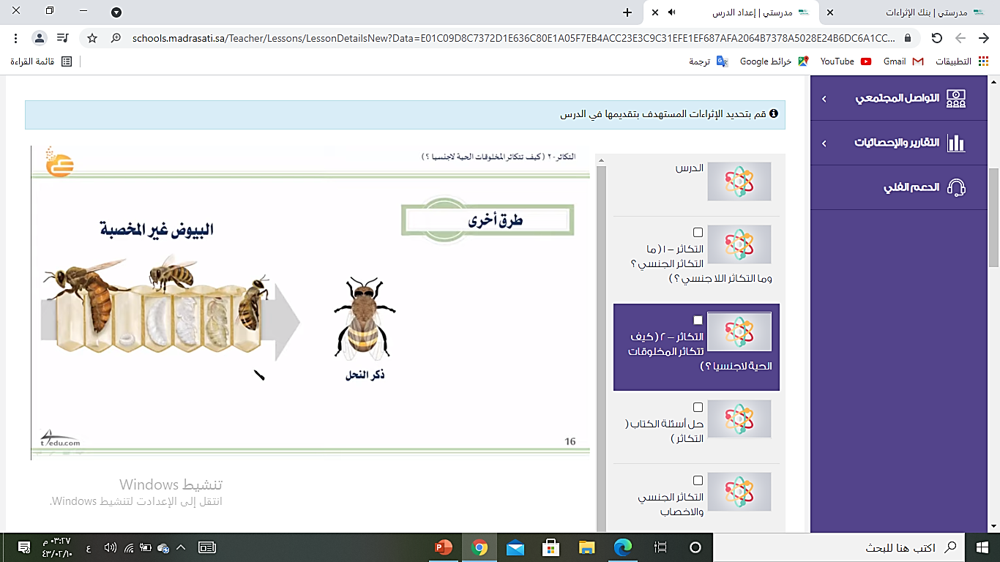 مدرستي | بنك الإثراءات
مدرستي | إعداد الدرس
schools.madrasati.sa/Teacher/Lessons/LessonDetailsNew?Data=E01C09D8C7372D1E636C80E1A05F7EB4ACC23E3C9C31EFE1EF687AFA2064B7378A5028E24B6DC6A1CC...
التطبيقات
Gmail
YouTube
خرائط Google
ترجمة
قائمة القراءة
التواصل المجتمعي
التقارير والإحصائيات
الدعم الفني
قم بتحديد الإثراءات المستهدف بتقديمها في الدرس
الدرس
التكاثر – ١ ( ما
التكاثر الجنسي ؟
وما التكاثر اللا جنسي ؟ )
التكاثر – ٢ ( كيف
تتكاثر المخلوقات
الحية لاجنسيا ؟ )
حل أسئلة الكتاب (
التكاثر )
التكاثر الجنسي
والاخصاب
التكاثر-٢ ( كيف تتكاثر المخلوقات الحية لاجنسيا ؟ )
طرق أخرى
البيوض غير المخصبة
ذكر النحل
t4edu.com
16
تنشيط Windows
انتقل إلى الإعدادات لتنشيط Windows.
اكتب هنا للبحث
ع
٠٣:٢٧ م
٤٣/٠٢/١٠